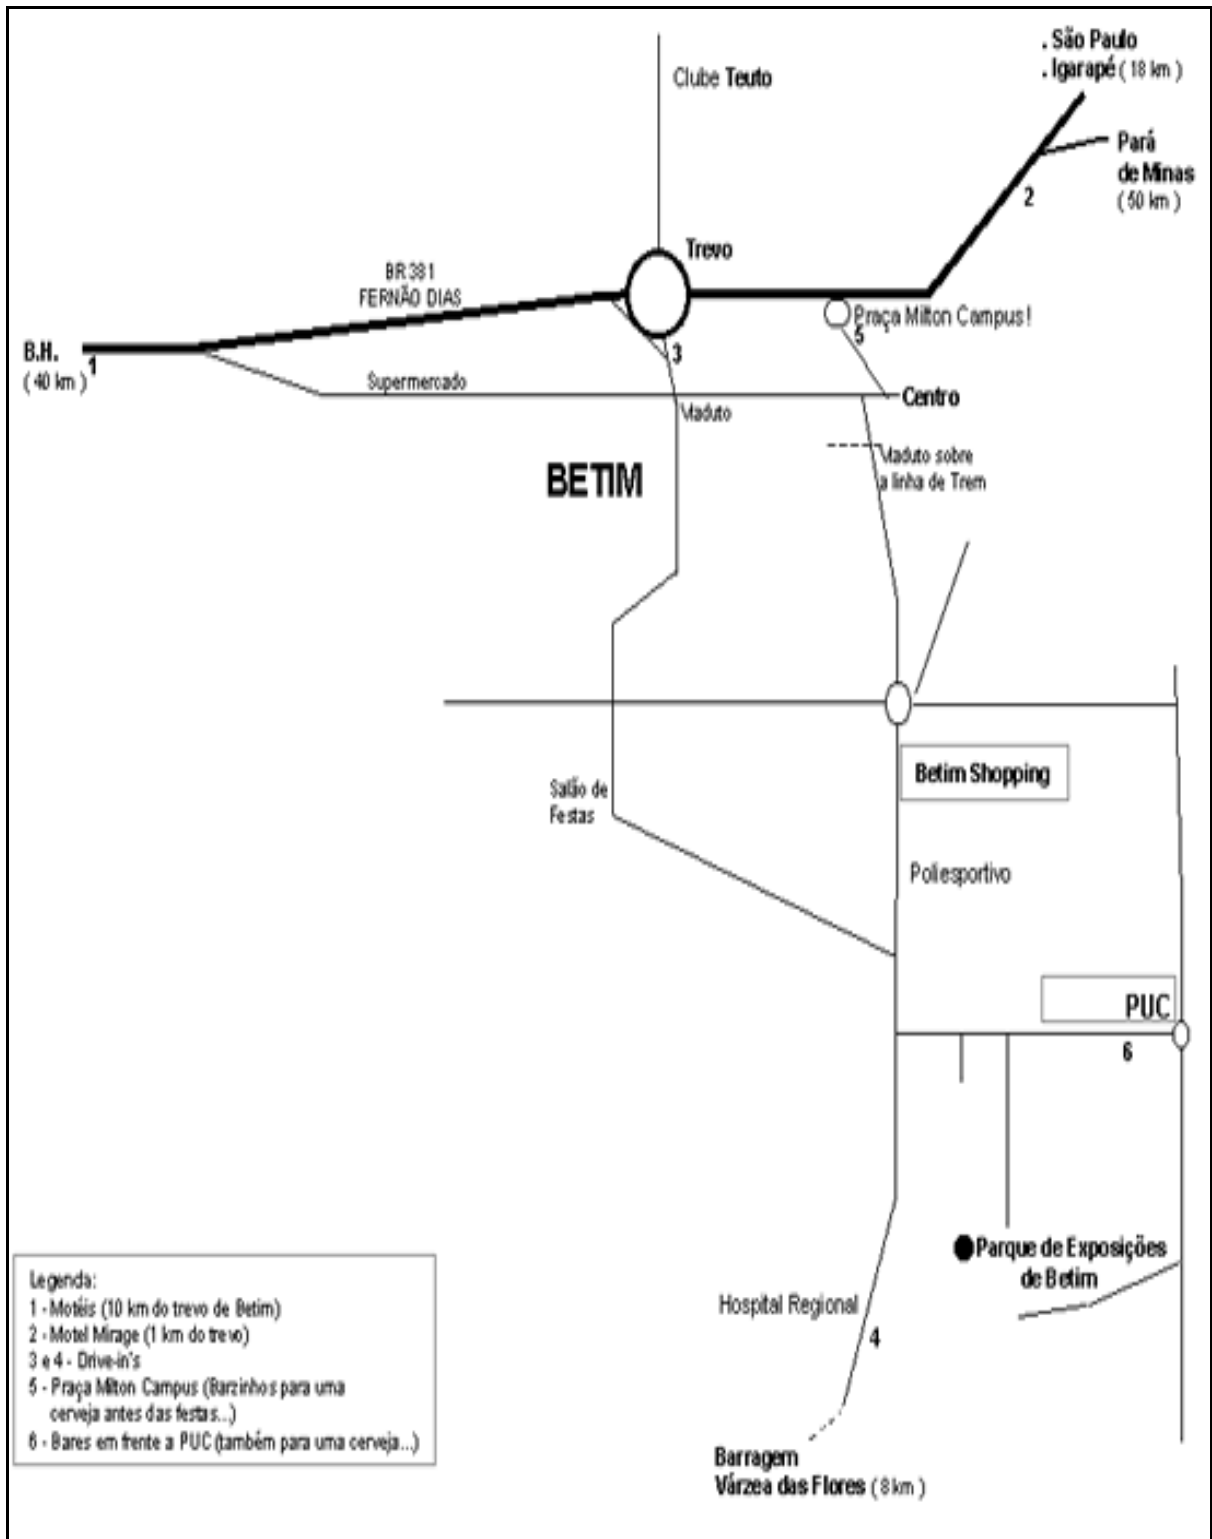 . São Paulo
. Igarapé ( 18 km )
Clube Teuto
Pará
de Minas
( 50 km )
2
Trevo
BR 381
FERNÃO DIAS
Praça Milton Campus!
5
B.H.
( 40 km )
1
3
Supermercado
Centro
Viaduto
BETIM
Viaduto sobre
a linha de Trem
Betim Shopping
Salão de
Festas
Poliesportivo
PUC
6
Parque de Exposições
de Betim
Hospital Regional
4
Legenda:
1 - Motéis (10 km do trevo de Betim)
2 - Motel Mirage (1 km do trevo)
3 e 4 - Drive-in's
5 - Praça Milton Campus (Barzinhos para uma
cerveja antes das festas...)
6 - Bares em frente a PUC (também para uma cerveja...)
Barragem
Várzea das Flores ( 8 km )